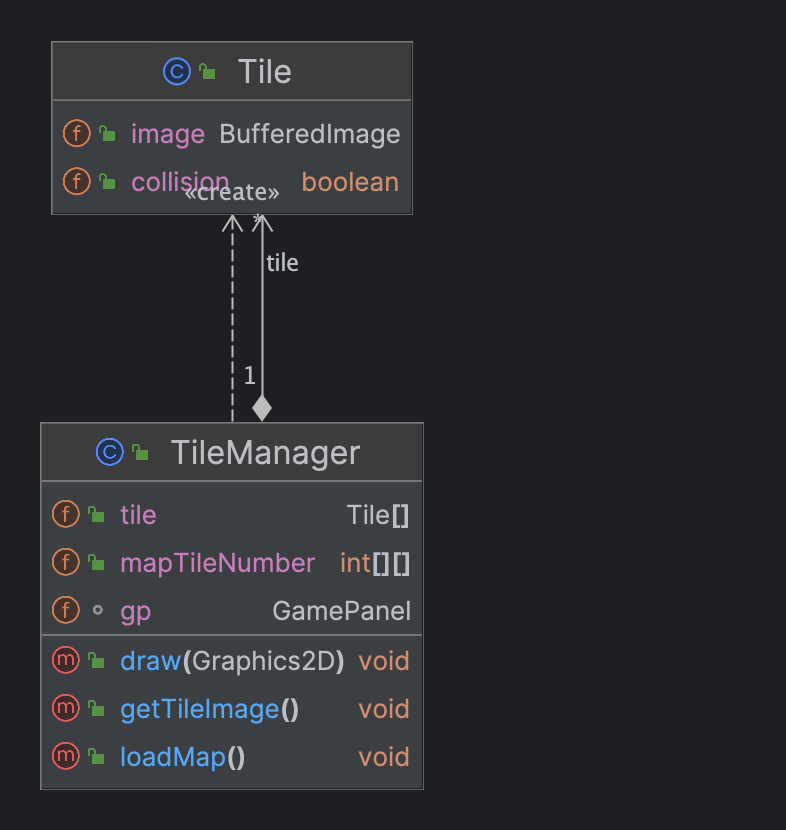 Tile
image BufferedImage
collision boolean
«create»
*
tile
1
TileManager
tile Tile[]
mapTileNumber int[][]
gp GamePanel
draw(Graphics2D) void
getTileImage() void
loadMap() void